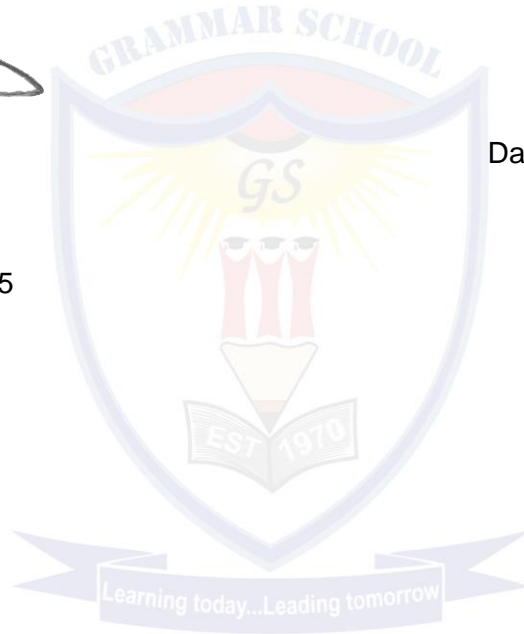 GRAMMAR SCHOOL
Da
GS
5
EST 1970
Learning today...Leading tomorrow